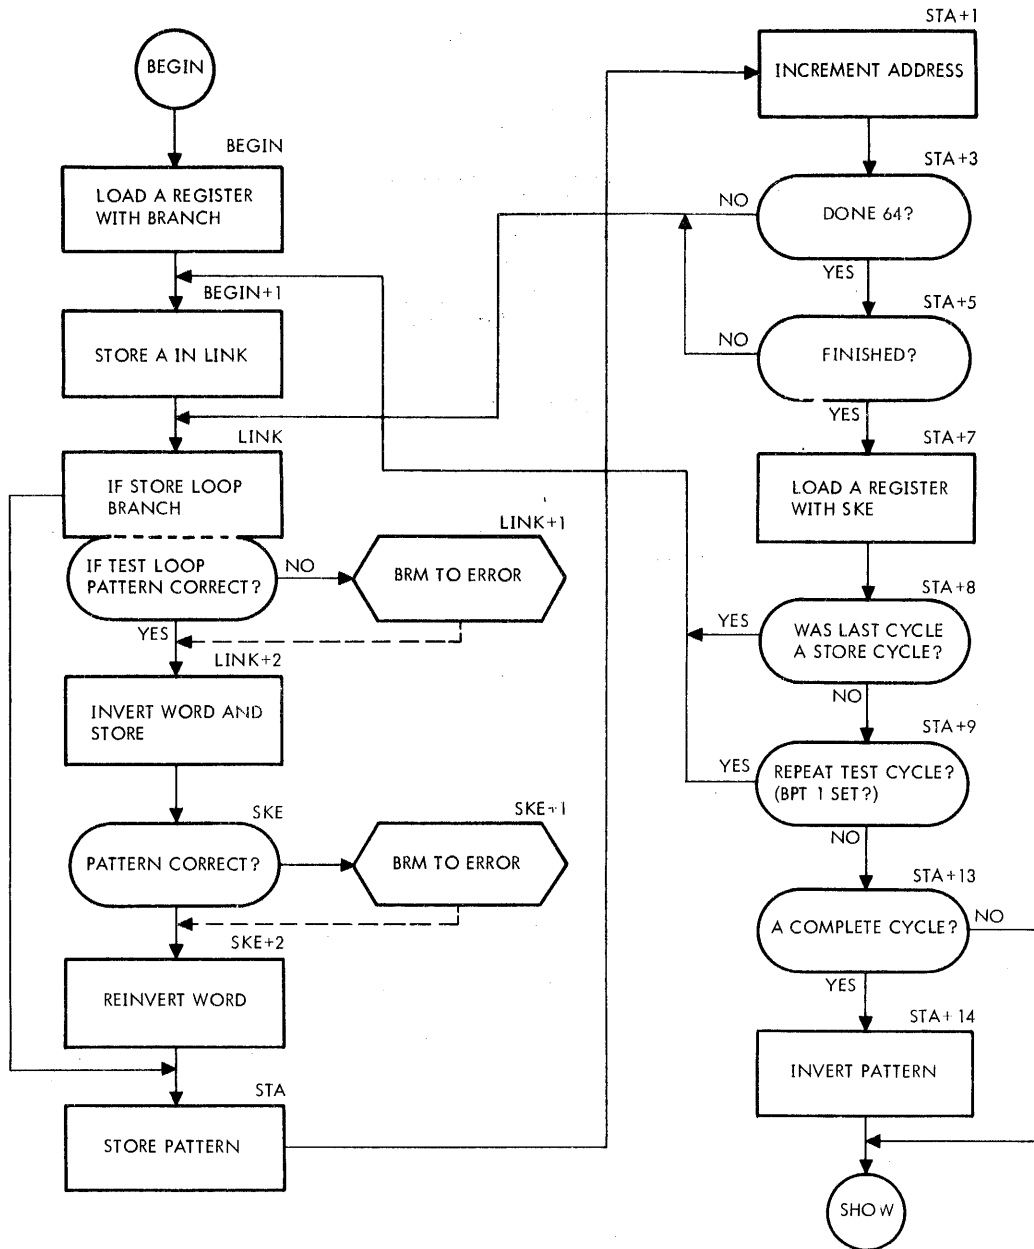 BEGIN
BEGIN
LOAD A REGISTER
WITH BRANCH
BEGIN+1
STORE A IN LINK
LINK
IF STORE LOOP
BRANCH
IF TEST LOOP
PATTERN CORRECT?
NO
LINK+1
BRM TO ERROR
YES
LINK+2
INVERT WORD AND
STORE
SKE
PATTERN CORRECT?
SKE+1
BRM TO ERROR
SKE+2
REINVERT WORD
STA
STORE PATTERN
STA+1
INCREMENT ADDRESS
STA+3
DONE 64?
NO
YES
STA+5
FINISHED?
NO
YES
STA+7
LOAD A REGISTER
WITH SKE
STA+8
WAS LAST CYCLE
A STORE CYCLE?
YES
NO
STA+9
REPEAT TEST CYCLE?
(BPT 1 SET?)
YES
NO
STA+13
A COMPLETE CYCLE?
NO
YES
STA+14
INVERT PATTERN
SHOW